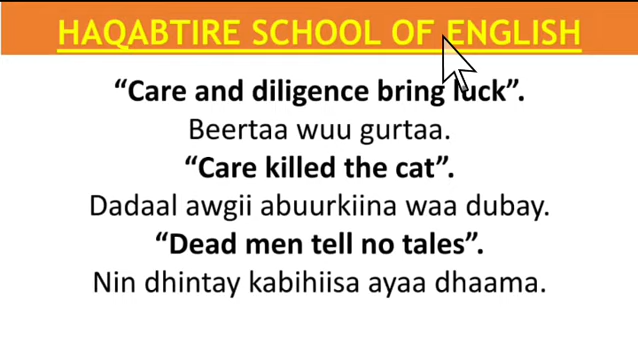 HAQABTIRE SCHOOL OF ENGLISH
“Care and diligence bring luck”.
Beertaa wuu gurtaa.
“Care killed the cat”.
Dadaal awgii abuurkiina waa dubay.
“Dead men tell no tales”.
Nin dhintay kabihiisa ayaa dhaama.